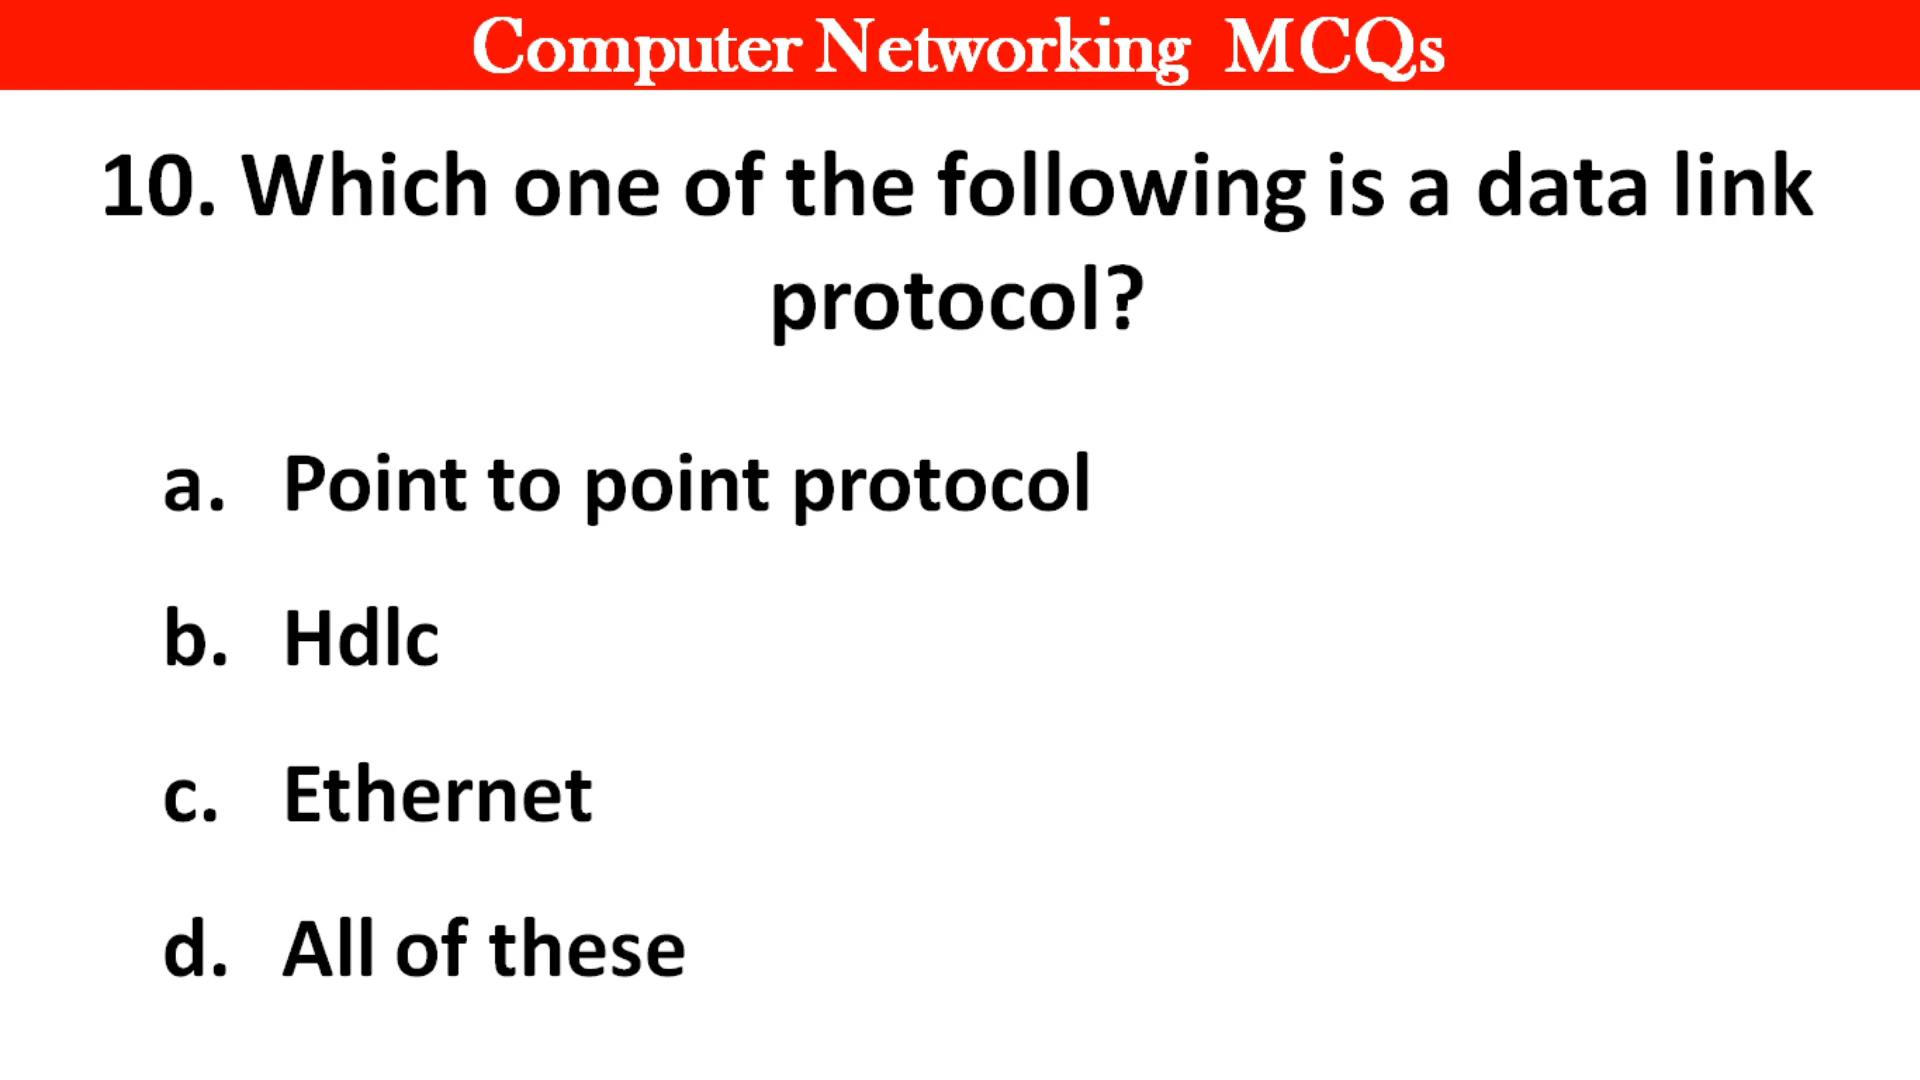 Computer Networking MCQs
10. Which one of the following is a data link
protocol?
a. Point to point protocol
b. Hdlc
c. Ethernet
d. All of these